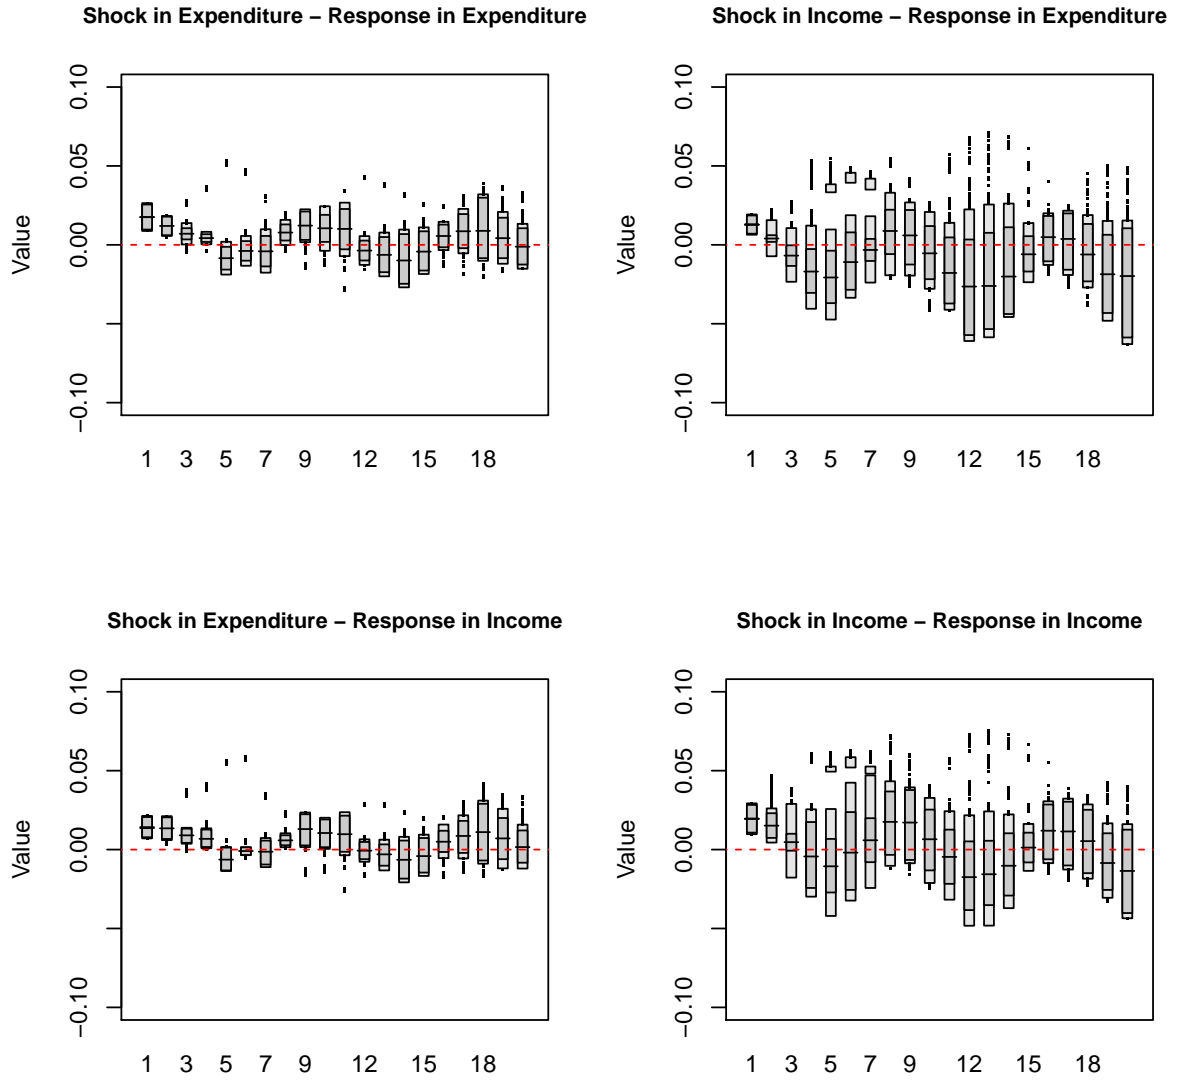 Shock in Expenditure − Response in Expenditure
Value
0.10
0.05
0.00
−0.10
1 3 5 7 9 12 15 18
Shock in Income − Response in Expenditure
Value
0.10
0.05
0.00
−0.10
1 3 5 7 9 12 15 18
Shock in Expenditure − Response in Income
Value
0.10
0.05
0.00
−0.10
1 3 5 7 9 12 15 18
Shock in Income − Response in Income
Value
0.10
0.05
0.00
−0.10
1 3 5 7 9 12 15 18